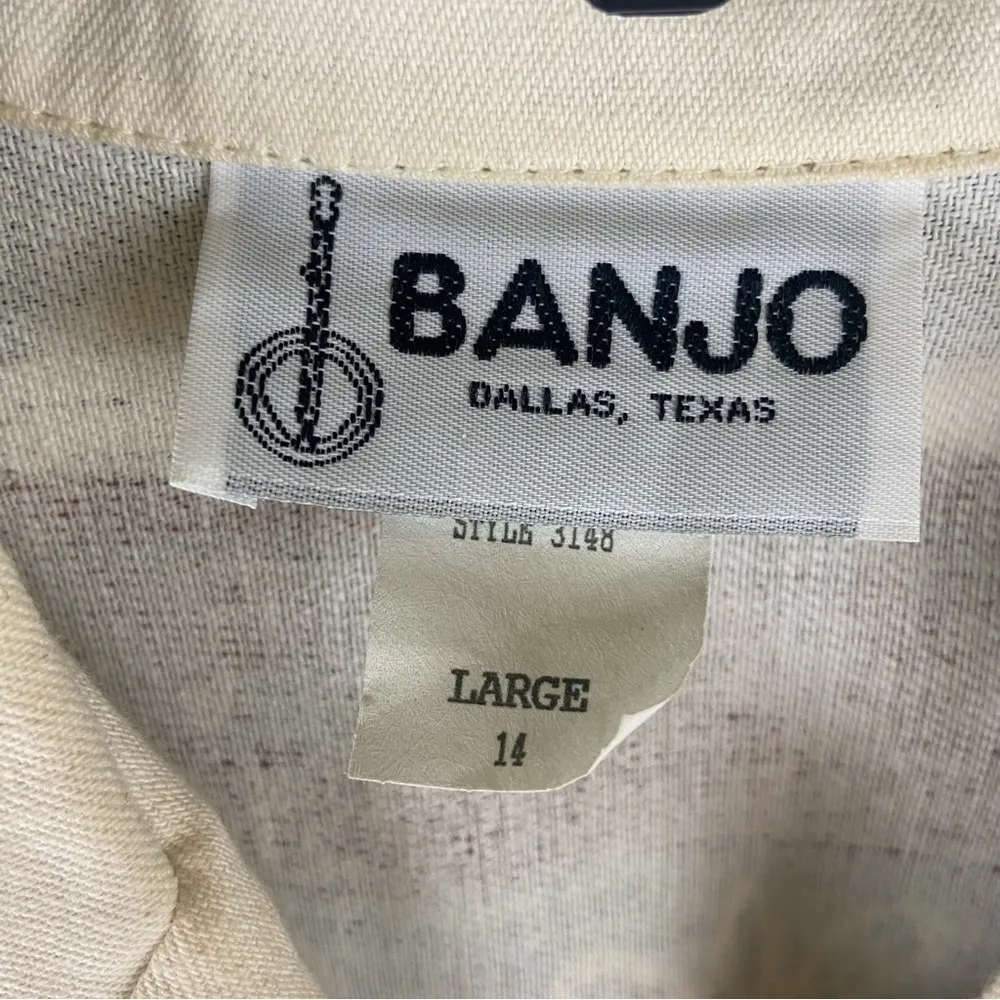 BANJO
DALLAS, TEXAS
STYLE 3148
LARGE
14